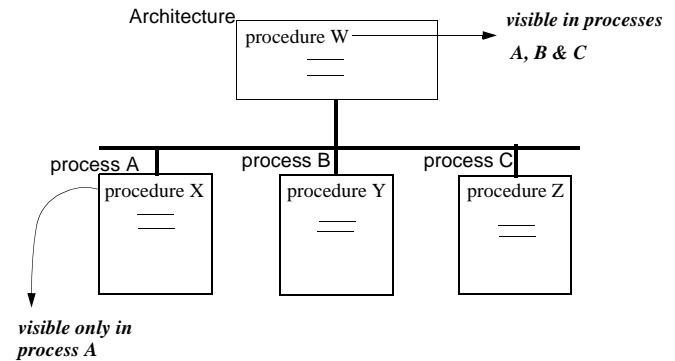 Architecture
procedure W
visible in processes
A, B & C
process A
process B
process C
procedure X
procedure Y
procedure Z
visible only in
process A